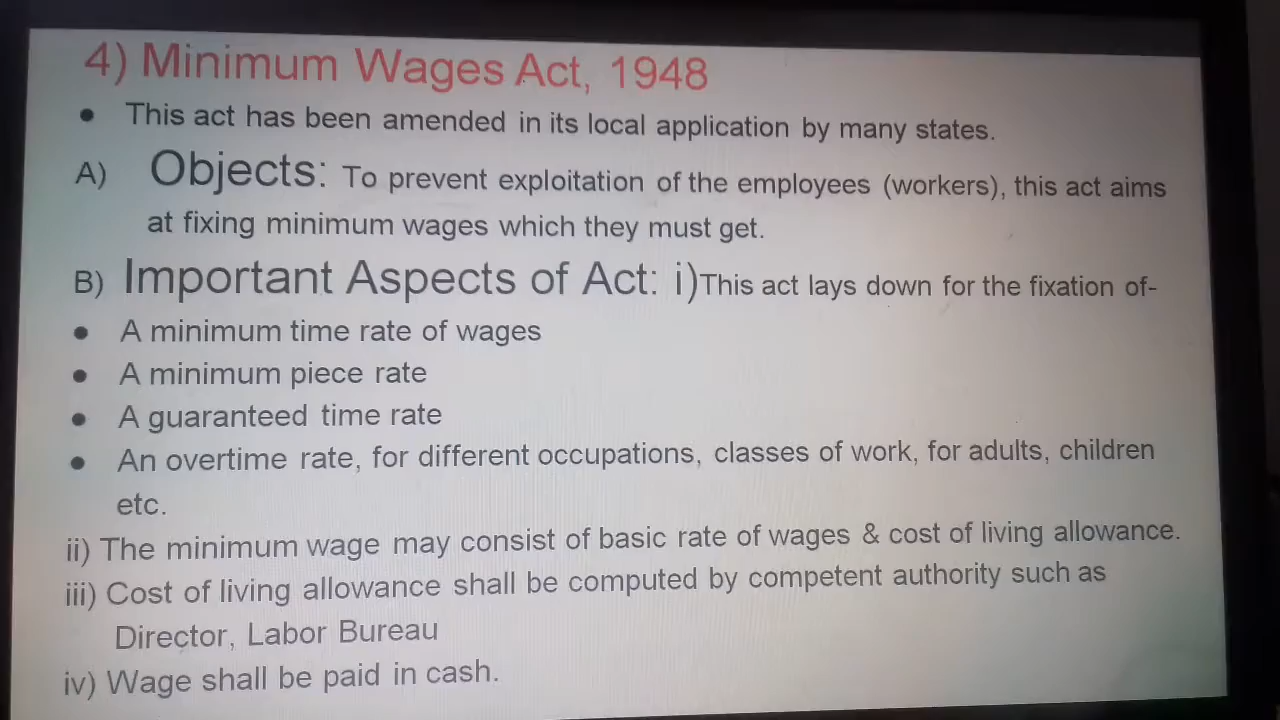 4) Minimum Wages Act, 1948
● This act has been amended in its local application by many states.
A) Objects: To prevent exploitation of the employees (workers), this act aims
at fixing minimum wages which they must get.
B) Important Aspects of Act: i)This act lays down for the fixation of-
● A minimum time rate of wages
● A minimum piece rate
● A guaranteed time rate
● An overtime rate, for different occupations, classes of work, for adults, children
etc.
ii) The minimum wage may consist of basic rate of wages & cost of living allowance.
iii) Cost of living allowance shall be computed by competent authority such as
Director, Labor Bureau
iv) Wage shall be paid in cash.